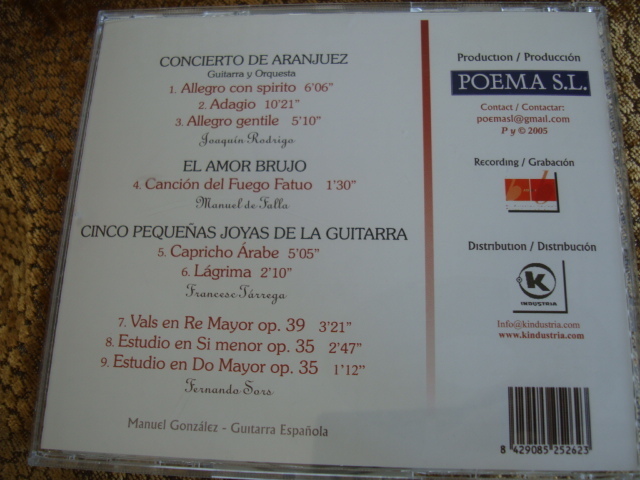 CONCIERTO DE ARANJUEZ
Guitarra y Orquesta
1. Allegro con spirito 6'06"
2. Adagio 10'21"
3. Allegro gentile 5'10"
Joaquín Rodrigo
EL AMOR BRUJO
4. Canción del Fuego Fatuo 1'30"
Manuel de Falla
CINCO PEQUEÑAS JOYAS DE LA GUITARRA
5. Capricho Árabe 5'05"
6. Lágrima 2'10"
Francesc Tárrega
7. Vals en Re Mayor op. 39 3'21"
8. Estudio en Si menor op. 35 2'47"
9. Estudio en Do Mayor op. 35 1'12"
Fernando Sors
Manuel González - Guitarra Española
Production / Producción
POEMA S.L.
Contact / Contactar:
poemasl@gmail.com
P y © 2005
Recording / Grabación
Distribution / Distribución
K
INDUSTRIA
Info@kindustria.com
www.kindustria.com
8 429085 252623